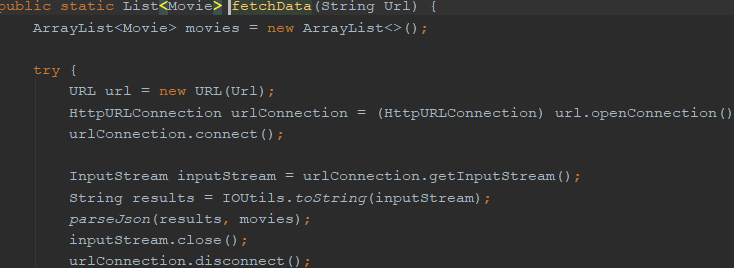 public static List<Movie> fetchData(String Url) {
ArrayList<Movie> movies = new ArrayList<>();
try {
URL url = new URL(Url);
HttpURLConnection urlConnection = (HttpURLConnection) url.openConnection()
urlConnection.connect();
InputStream inputStream = urlConnection.getInputStream();
String results = IOUtils.toString(inputStream);
parseJson(results, movies);
inputStream.close();
urlConnection.disconnect();